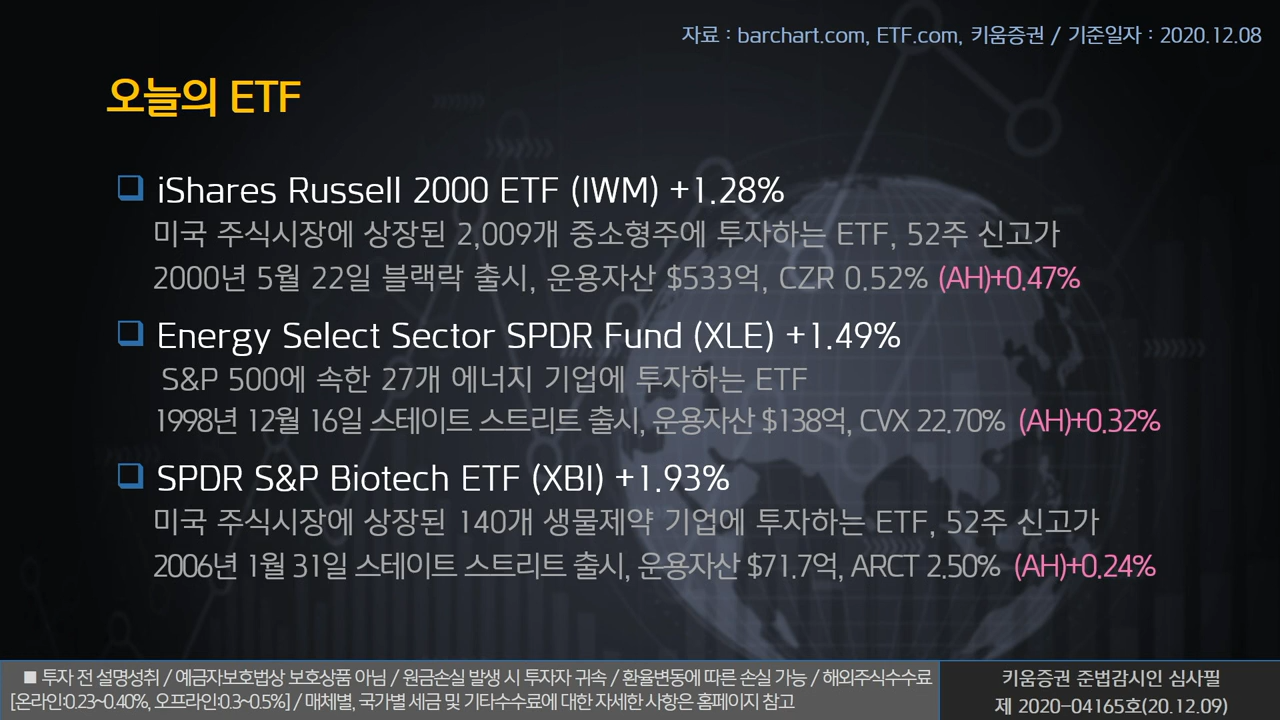 자료 : barchart.com, ETF.com, 키움증권 / 기준일자 : 2020.12.08
오늘의 ETF
❏ iShares Russell 2000 ETF (IWM) +1.28%
미국 주식시장에 상장된 2,009개 중소형주에 투자하는 ETF, 52주 신고가
2000년 5월 22일 블랙락 출시, 운용자산 $533억, CZR 0.52% (AH)+0.47%
❏ Energy Select Sector SPDR Fund (XLE) +1.49%
S&P 500에 속한 27개 에너지 기업에 투자하는 ETF
1998년 12월 16일 스테이트 스트리트 출시, 운용자산 $138억, CVX 22.70% (AH)+0.32%
❏ SPDR S&P Biotech ETF (XBI) +1.93%
미국 주식시장에 상장된 140개 생물제약 기업에 투자하는 ETF, 52주 신고가
2006년 1월 31일 스테이트 스트리트 출시, 운용자산 $71.7억, ARCT 2.50% (AH)+0.24%
■ 투자 전 설명성취 / 예금자보호법상 보호상품 아님 / 원금손실 발생 시 투자자 귀속 / 환율변동에 따른 손실 가능 / 해외주식수수료
[온라인:0.23~0.40%, 오프라인:0.3~0.5%] / 매체별, 국가별 세금 및 기타수수료에 대한 자세한 사항은 홈페이지 참고
키움증권 준법감시인 심사필
제 2020-04165호(20.12.09)